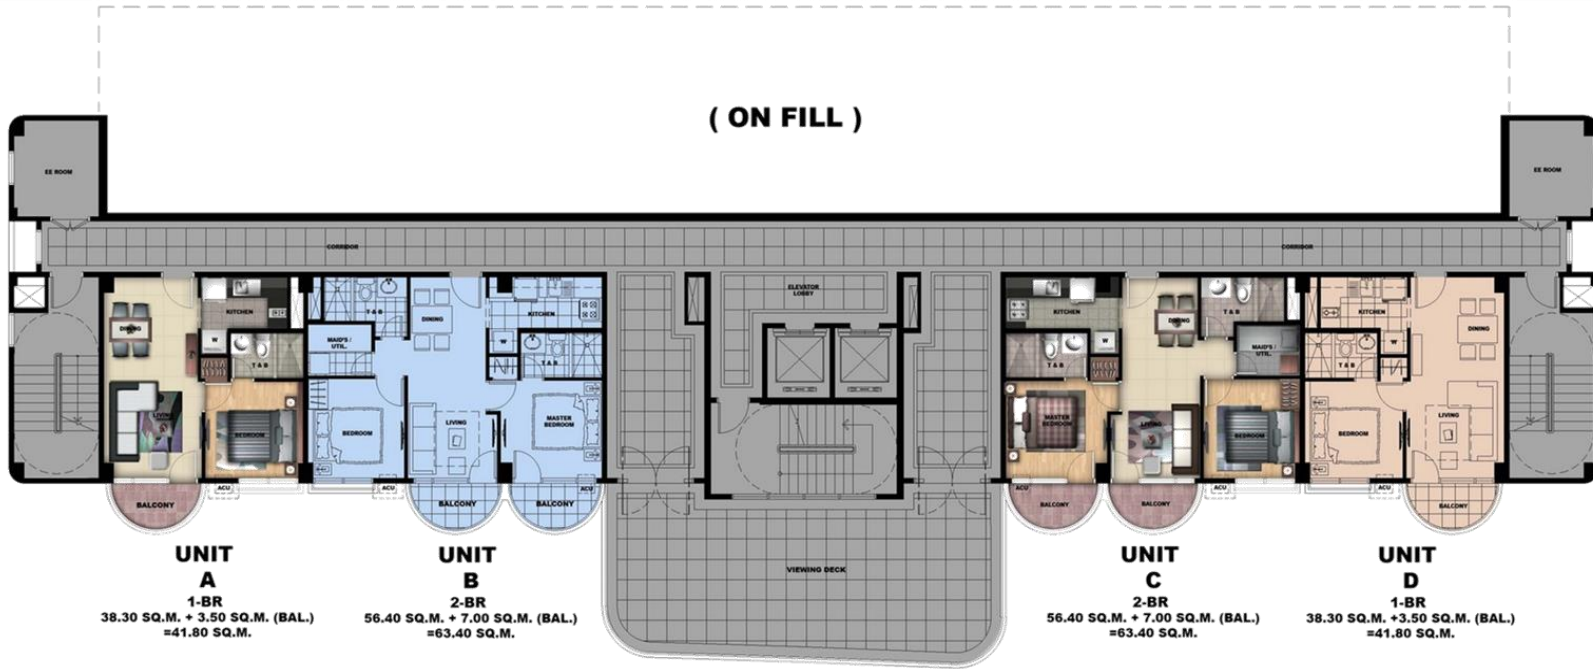 ( ON FILL )
EE ROOM
EE ROOM
CORRIDOR
CORRIDOR
ELEVATOR
LOBBY
DINING
KITCHEN
W
T & B
LIVING
BEDROOM
ACU
BALCONY
T & B
MAID'S /
UTIL.
DINING
KITCHEN
W
T & B
BEDROOM
LIVING
MASTER
BEDROOM
ACU
BALCONY
BALCONY
ACU
KITCHEN
W
T & B
DINING
T & B
MAID'S /
UTIL.
MASTER
BEDROOM
LIVING
BEDROOM
ACU
BALCONY
BALCONY
ACU
KITCHEN
W
T & B
DINING
BEDROOM
LIVING
ACU
BALCONY
VIEWING DECK
UNIT
A
1-BR
38.30 SQ.M. + 3.50 SQ.M. (BAL.)
=41.80 SQ.M.
UNIT
B
2-BR
56.40 SQ.M. + 7.00 SQ.M. (BAL.)
=63.40 SQ.M.
UNIT
C
2-BR
56.40 SQ.M. + 7.00 SQ.M. (BAL.)
=63.40 SQ.M.
UNIT
D
1-BR
38.30 SQ.M. +3.50 SQ.M. (BAL.)
=41.80 SQ.M.